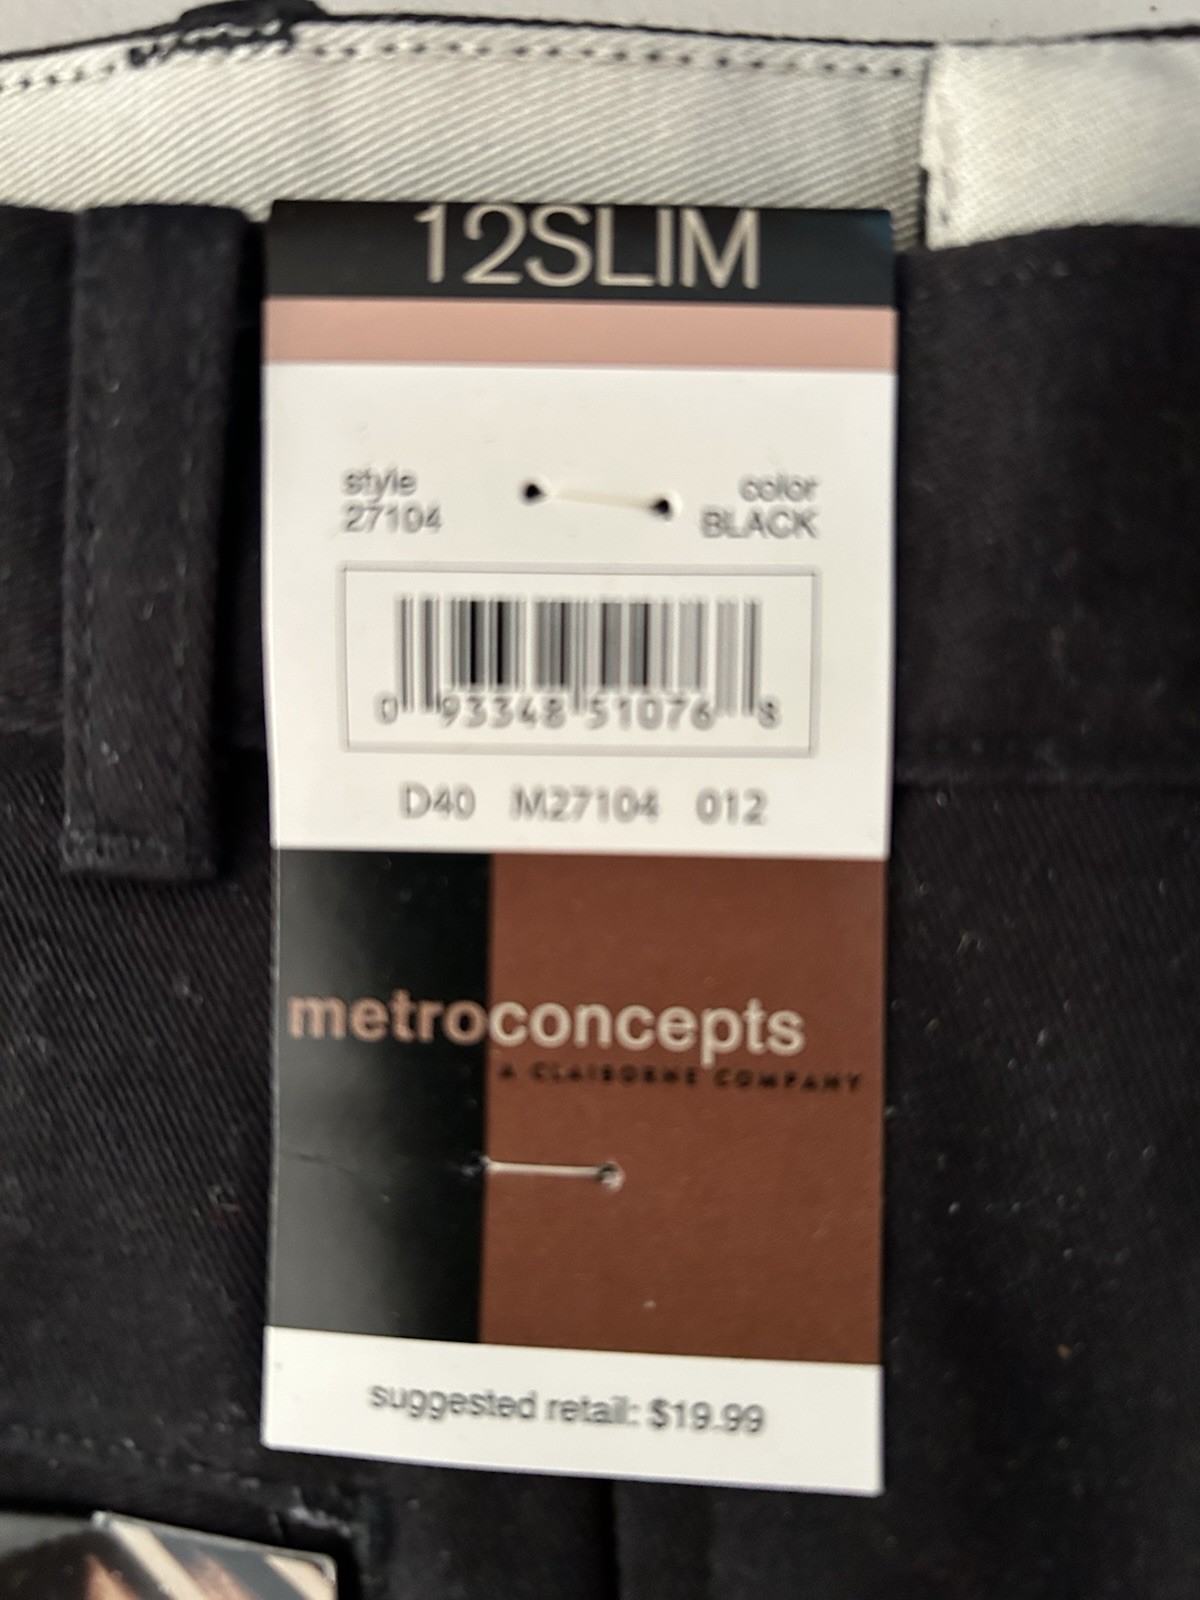 12SLIM
style
27104
color
BLACK
0 93348 51076 8
D40 M27104 012
metroconcepts
A CLAIBORNE COMPANY
suggested retail: $19.99